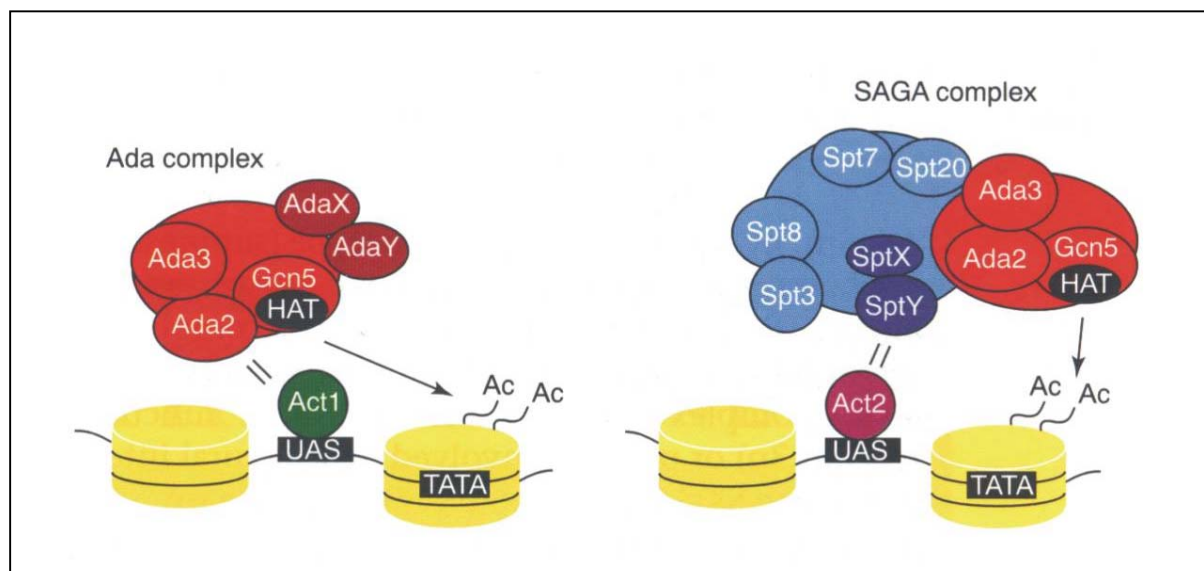 Ada complex
AdaX
AdaY
Ada3
Gcn5
HAT
Ada2
Act1
UAS
Ac
Ac
TATA
SAGA complex
Spt7
Spt20
Ada3
Spt8
SptX
Ada2
Gcn5
HAT
Spt3
SptY
Act2
UAS
Ac
Ac
TATA